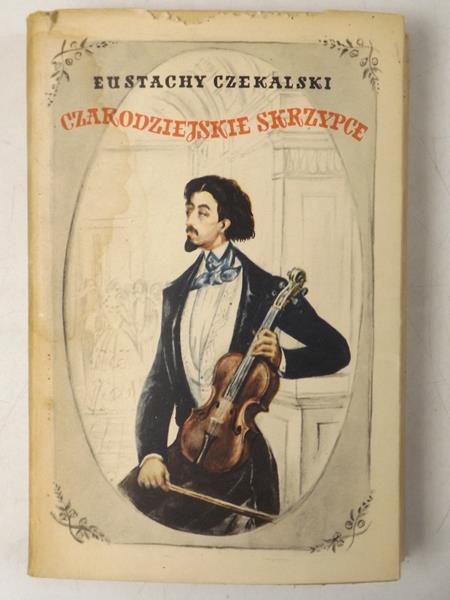 EUSTACHY CZEKALSKI
CZARODZIEJSKIE SKRZYPCE